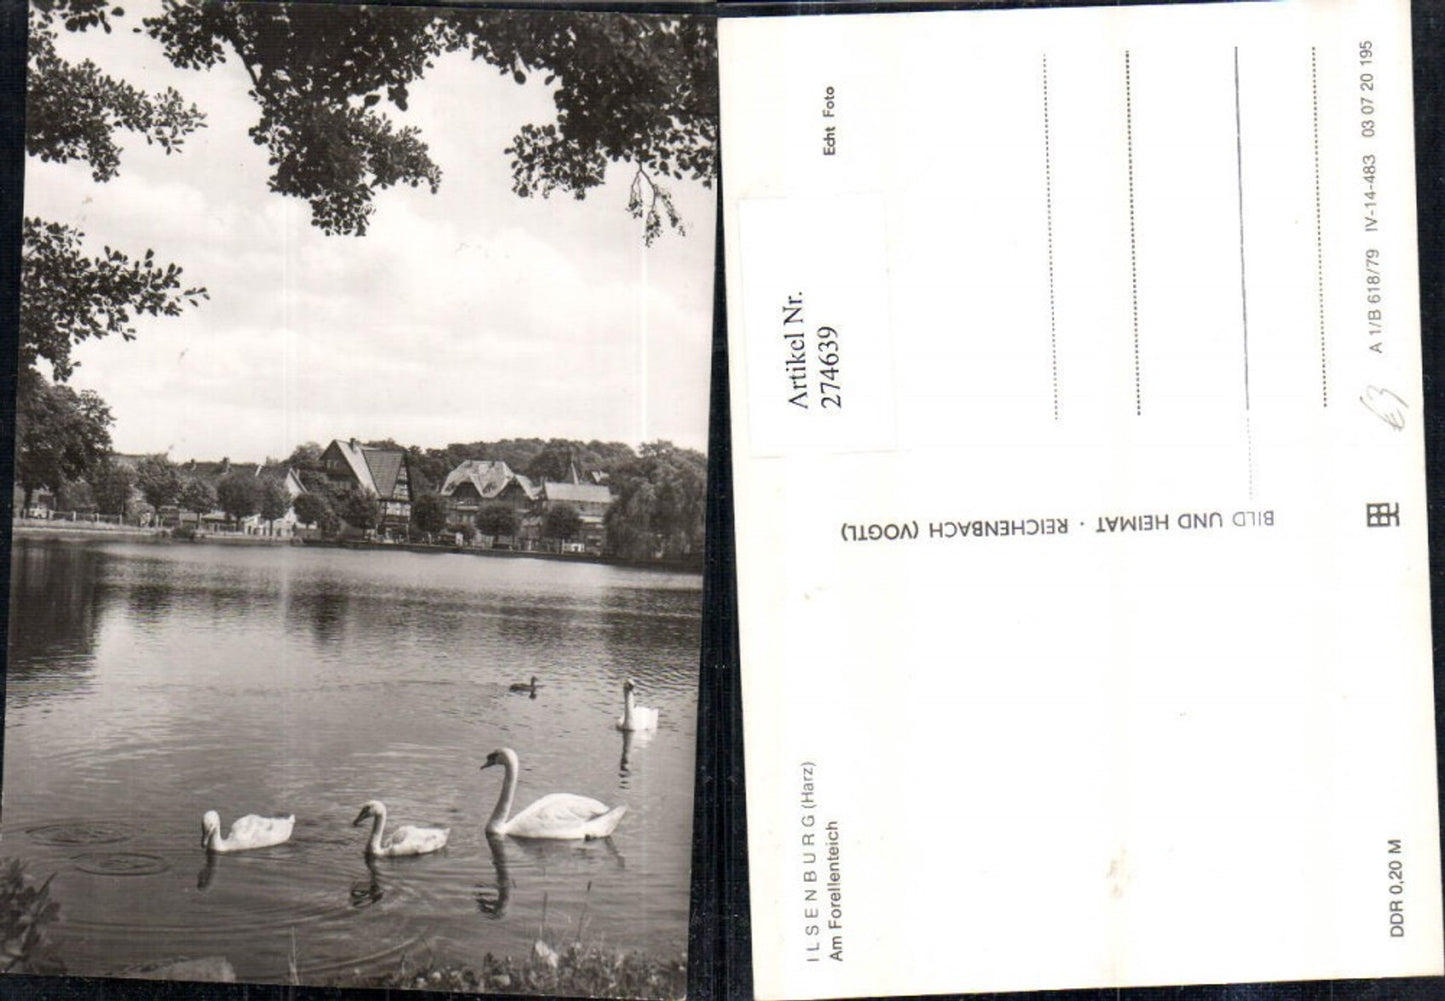 Echt Foto
Artikel Nr.
274639
ILSENBURG (Harz)
Am Forellenteich
BILD UND HEIMAT · REICHENBACH (VOGTL)
A 1/B 618/79 IV-14-483 03 07 20 195
DDR 0,20 M